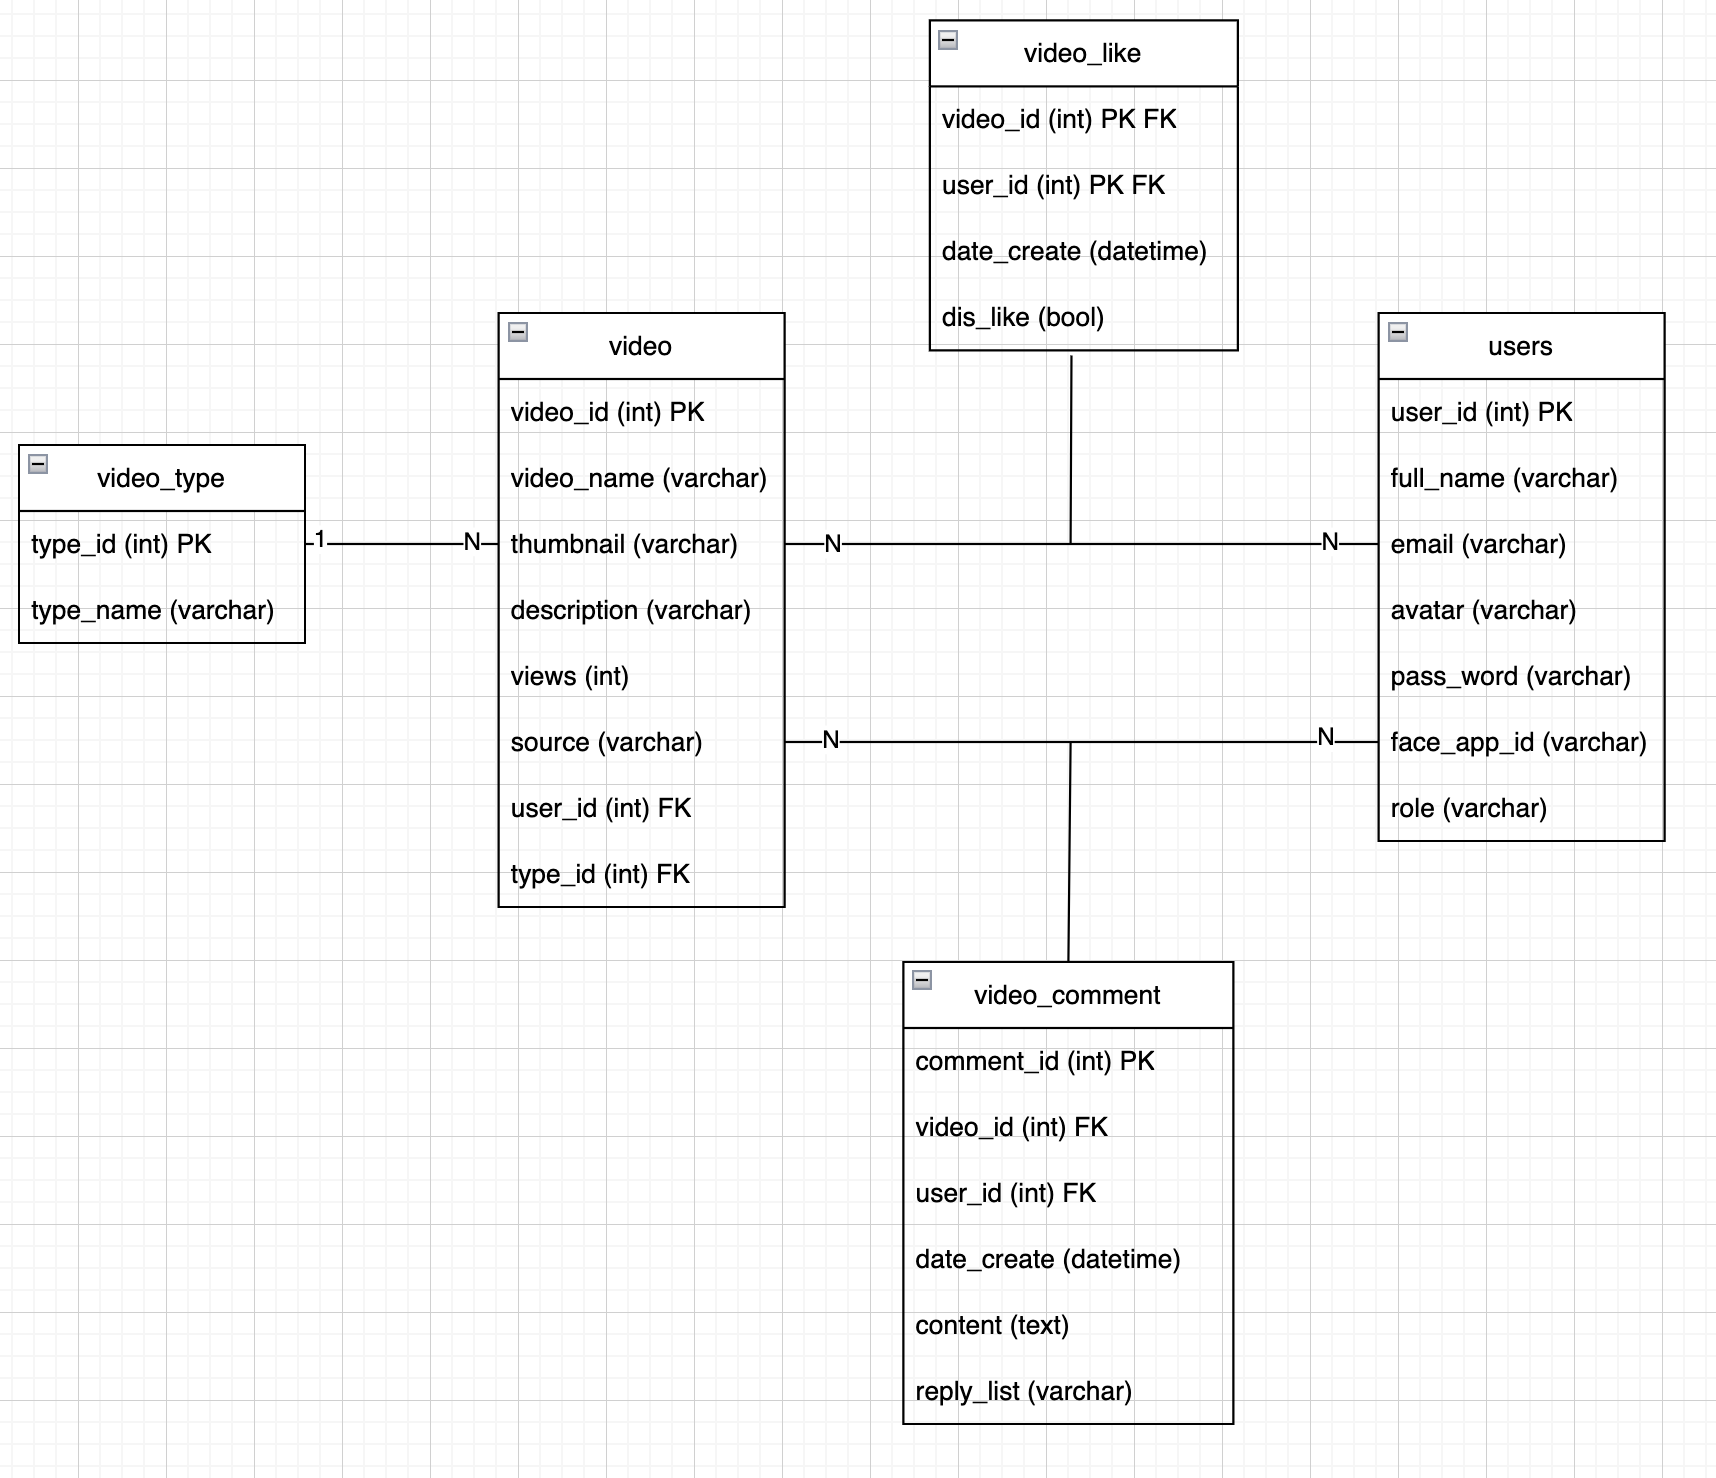 video_like
video_id (int) PK FK
user_id (int) PK FK
date_create (datetime)
dis_like (bool)
video
video_id (int) PK
video_name (varchar)
thumbnail (varchar)
description (varchar)
views (int)
source (varchar)
user_id (int) FK
type_id (int) FK
users
user_id (int) PK
full_name (varchar)
email (varchar)
avatar (varchar)
pass_word (varchar)
face_app_id (varchar)
role (varchar)
video_type
type_id (int) PK
type_name (varchar)
1
N
N
N
N
N
video_comment
comment_id (int) PK
video_id (int) FK
user_id (int) FK
date_create (datetime)
content (text)
reply_list (varchar)